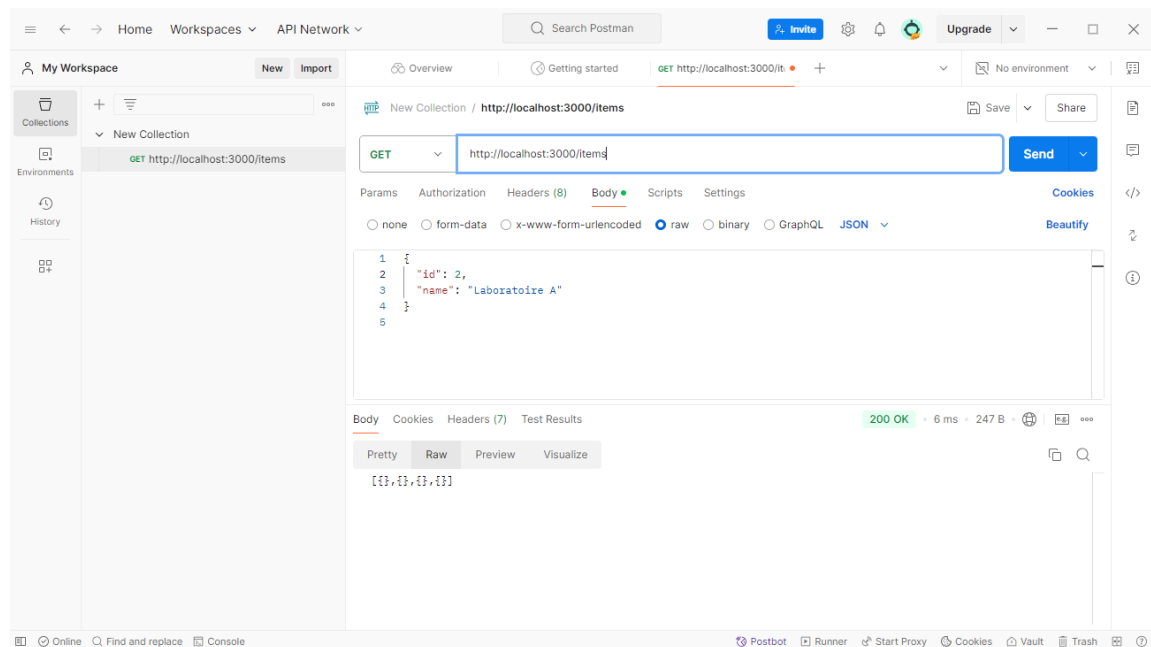 Home Workspaces API Network Search Postman Invite Upgrade
My Workspace New Import Overview Getting started GET http://localhost:3000/it No environment
Collections
New Collection
GET http://localhost:3000/items
Environments
History
HTTP New Collection / http://localhost:3000/items Save Share
GET http://localhost:3000/items Send
Params Authorization Headers (8) Body Scripts Settings Cookies
none form-data x-www-form-urlencoded raw binary GraphQL JSON Beautify
1 {
2 "id": 2,
3 "name": "Laboratoire A"
4 }
5
Body Cookies Headers (7) Test Results 200 OK 6 ms 247 B e.g.
Pretty Raw Preview Visualize
[{},{},{},{}]
Online Find and replace Console Postbot Runner Start Proxy Cookies Vault Trash